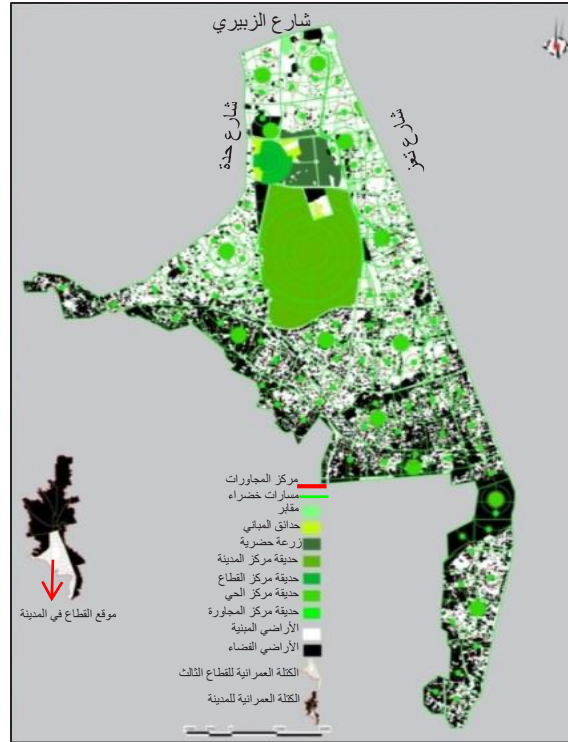 شارع الزبيري
شارع حدة
شارع تعز
مركز المجاورات
مسارات خضراء
مقابر
حدائق المباني
زرعة حضرية
حديقة مركز المدينة
حديقة مركز القطاع
حديقة مركز الحي
حديقة مركز المجاورة
الأراضي المبنية
الأراضي الفضاء
الكتلة العمرانية للقطاع الثالث
الكتلة العمرانية للمدينة
موقع القطاع في المدينة